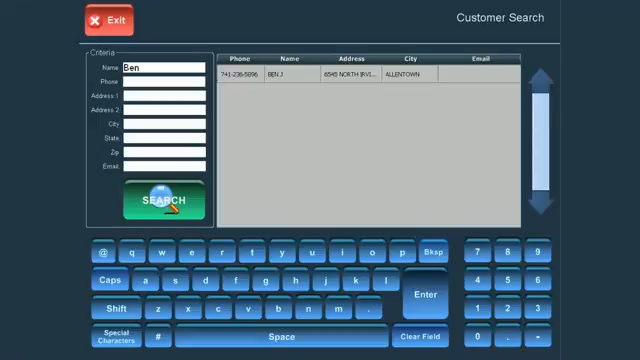 Exit
Customer Search
Criteria
Name Ben
Phone
Address 1
Address 2
City
State
Zip
Email
SEARCH
Phone Name Address City Email
741-236-5896 BEN J 6545 NORTH IRVI... ALLENTOWN
@ q w e r t y u i o p Bksp
Caps a s d f g h j k l
Enter
Shift z x c v b n m .
Special Characters # Space Clear Field
7 8 9
4 5 6
1 2 3
0 . -